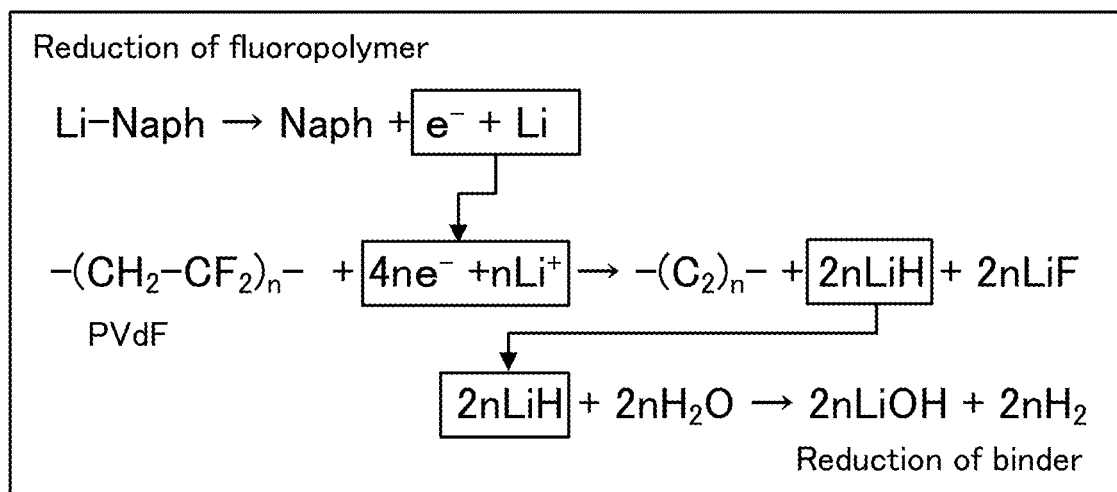 Reduction of fluoropolymer
Li–Naph → Naph + e⁻ + Li
–(CH₂–CF₂)ₙ– + 4ne⁻ +nLi⁺ → –(C₂)ₙ– + 2nLiH + 2nLiF
PVdF
2nLiH + 2nH₂O → 2nLiOH + 2nH₂
Reduction of binder